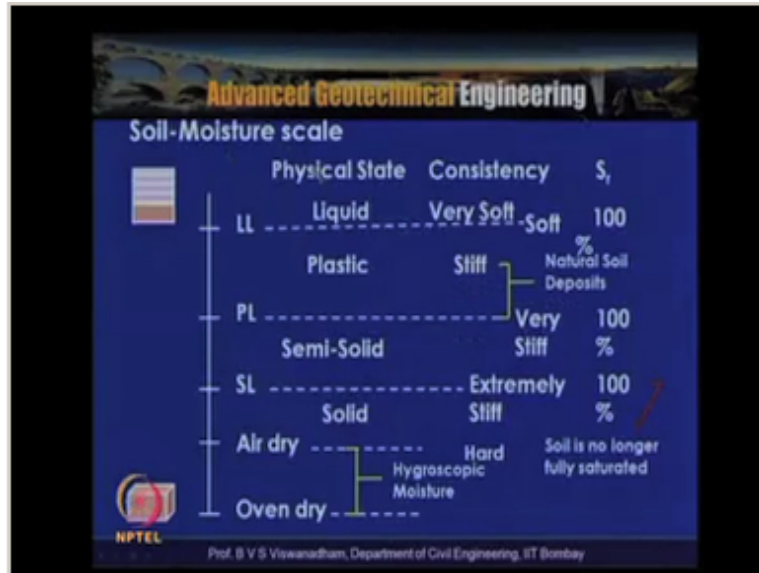 Advanced Geotechnical Engineering
Soil-Moisture scale
Physical State Consistency Sr
Liquid Very Soft
LL Soft 100
%
Plastic Stiff Natural Soil
Deposits
PL Very 100
Semi-Solid Stiff %
SL Extremely 100
Solid Stiff %
Air dry Hard Soil is no longer
fully saturated
Hygroscopic
Moisture
Oven dry
NPTEL
Prof. B V S Viswanadham, Department of Civil Engineering, IIT Bombay